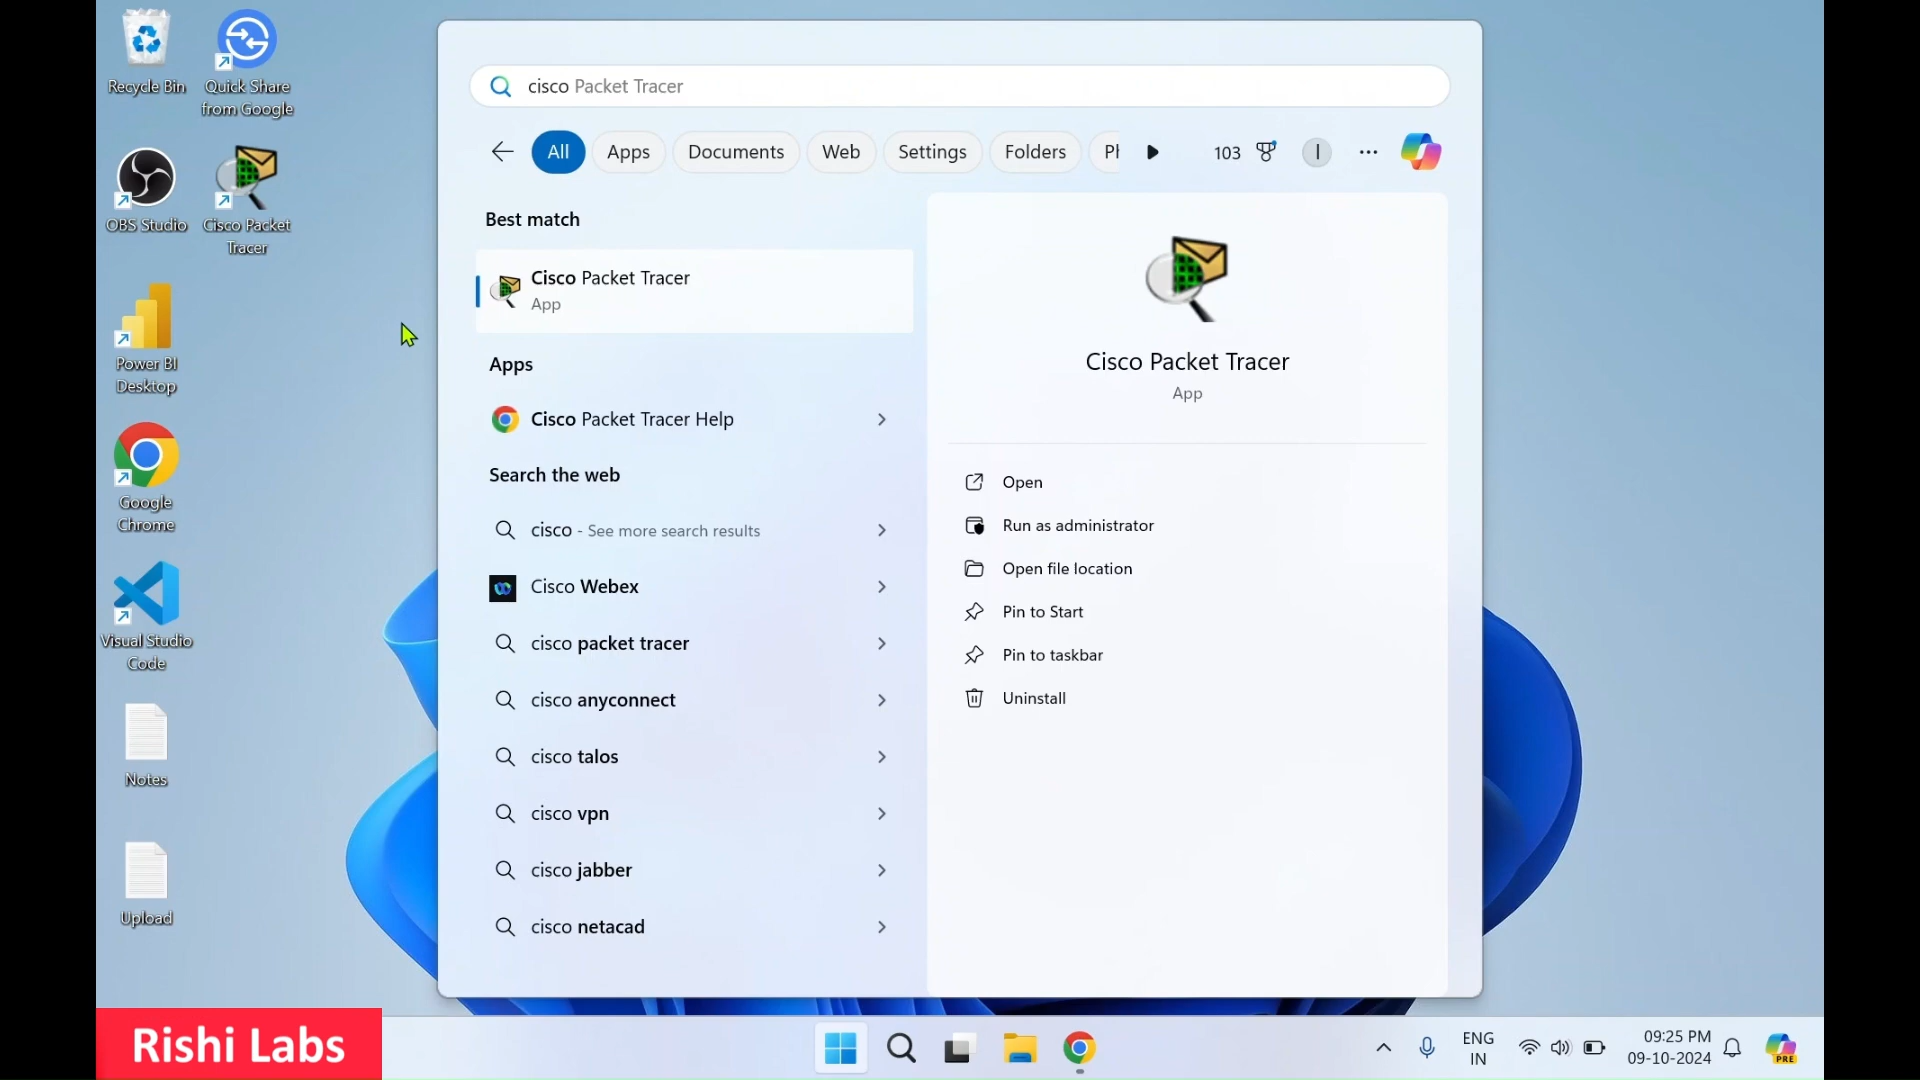 Recycle Bin
Quick Share
from Google
OBS Studio
Cisco Packet
Tracer
Power BI
Desktop
Google
Chrome
Visual Studio
Code
Notes
Upload
cisco Packet Tracer
All
Apps
Documents
Web
Settings
Folders
Ph
103
I
Best match
Cisco Packet Tracer
App
Apps
Cisco Packet Tracer Help
Search the web
cisco - See more search results
Cisco Webex
cisco packet tracer
cisco anyconnect
cisco talos
cisco vpn
cisco jabber
cisco netacad
Cisco Packet Tracer
App
Open
Run as administrator
Open file location
Pin to Start
Pin to taskbar
Uninstall
Rishi Labs
ENG
IN
09:25 PM
09-10-2024
PRE